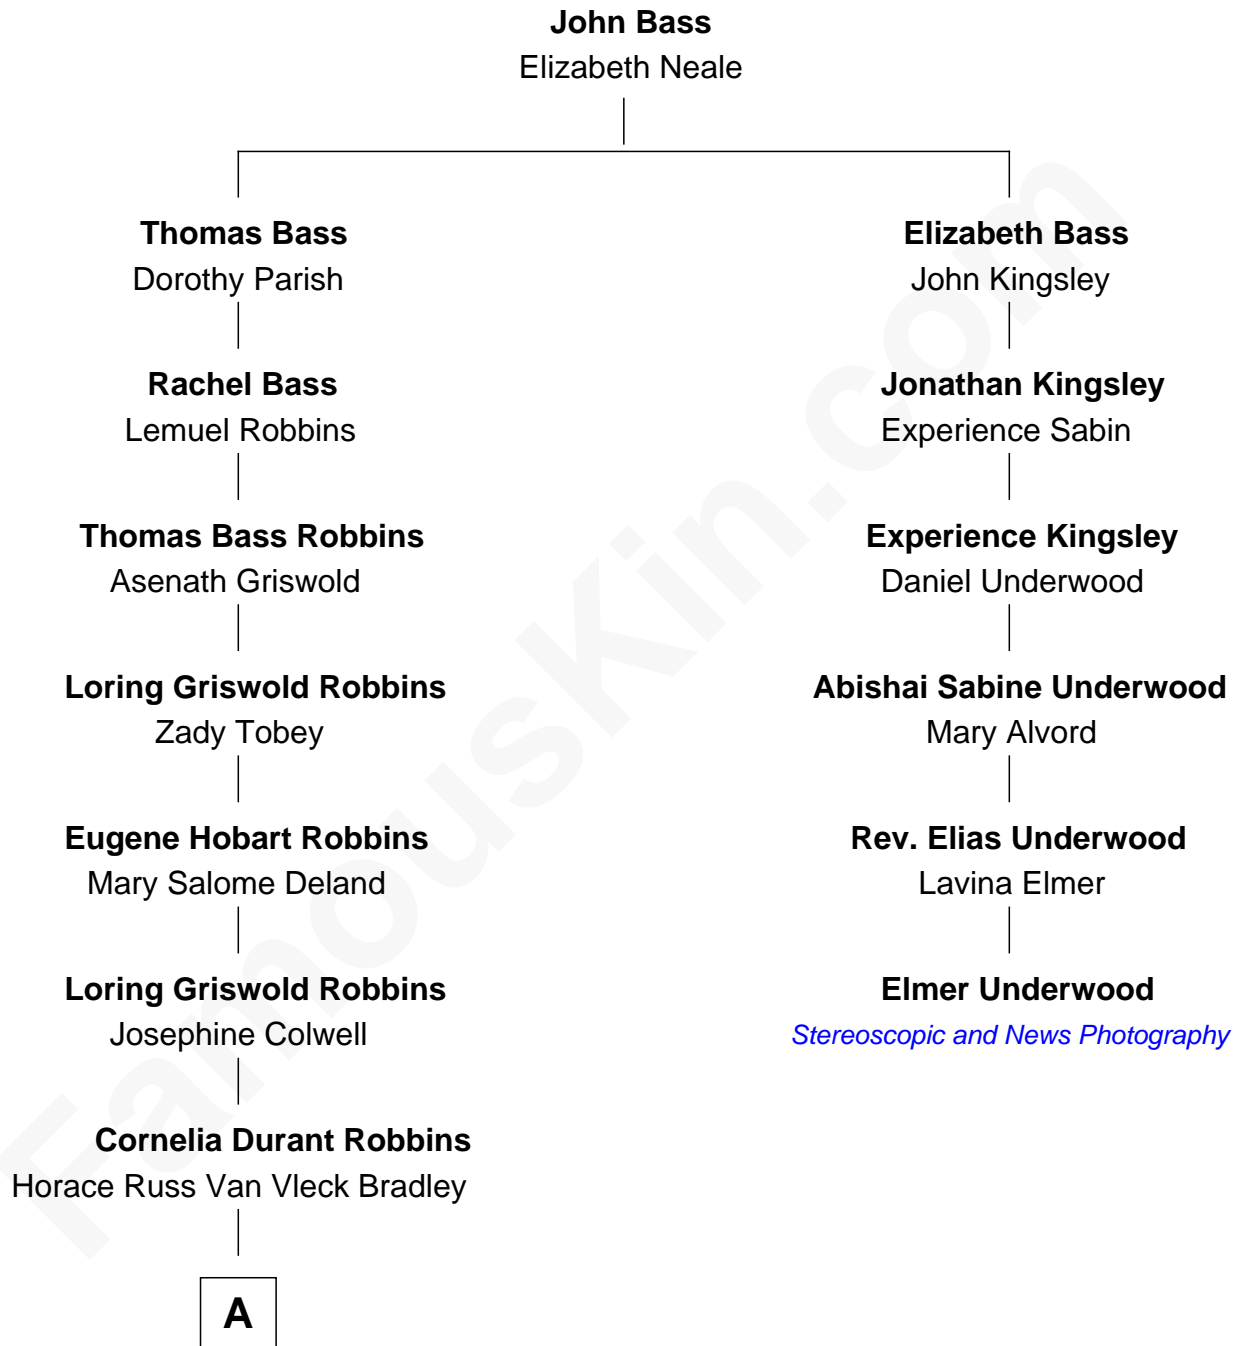 John Bass
Elizabeth Neale
Thomas Bass
Dorothy Parish
Elizabeth Bass
John Kingsley
Rachel Bass
Lemuel Robbins
Jonathan Kingsley
Experience Sabin
Thomas Bass Robbins
Asenath Griswold
Experience Kingsley
Daniel Underwood
Loring Griswold Robbins
Zady Tobey
Abishai Sabine Underwood
Mary Alvord
Eugene Hobart Robbins
Mary Salome Deland
Rev. Elias Underwood
Lavina Elmer
Loring Griswold Robbins
Josephine Colwell
Elmer Underwood
Stereoscopic and News Photography
Cornelia Durant Robbins
Horace Russ Van Vleck Bradley
A
FamousKin.com